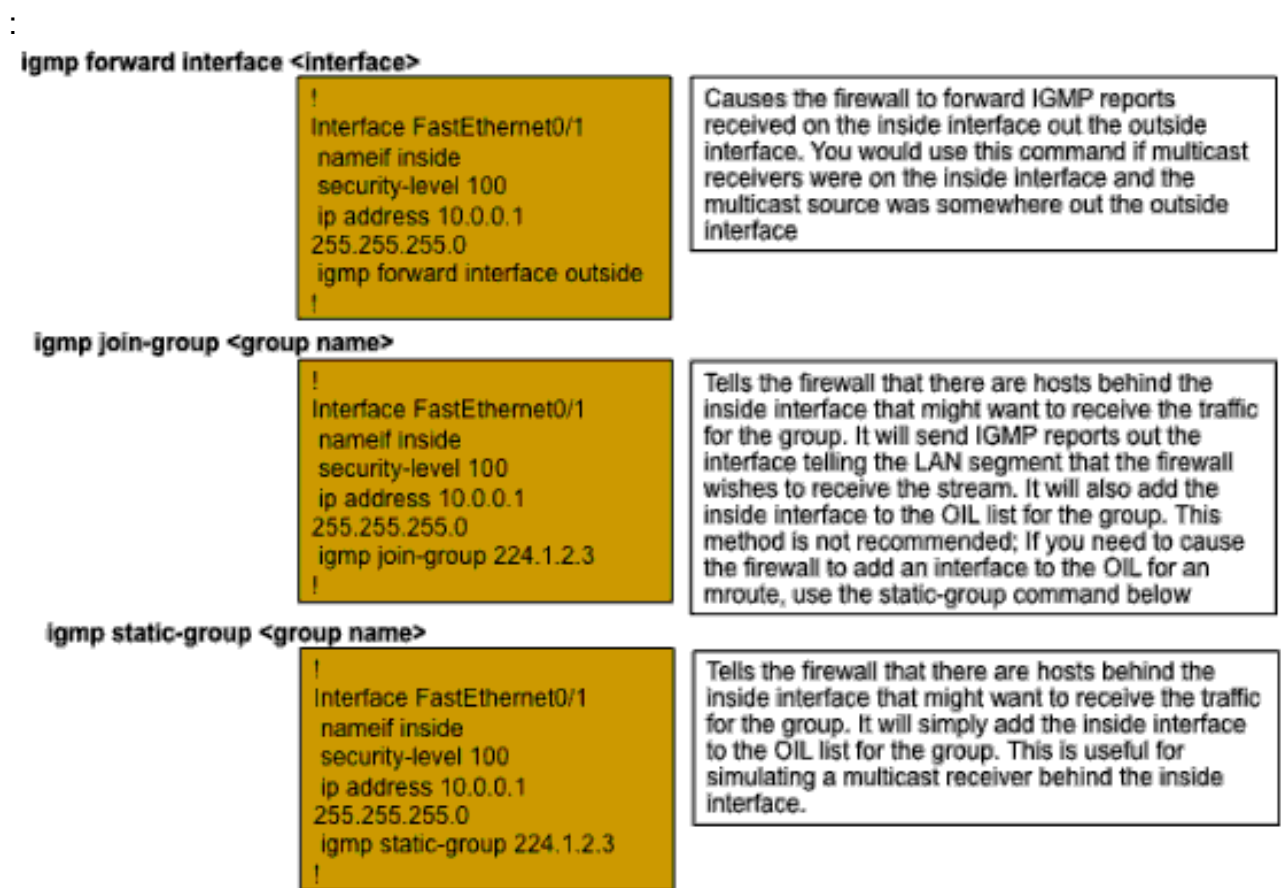 :
igmp forward interface <interface>
!
Interface FastEthernet0/1
nameif inside
security-level 100
ip address 10.0.0.1
255.255.255.0
igmp forward interface outside
!
Causes the firewall to forward IGMP reports
received on the inside interface out the outside
interface. You would use this command if multicast
receivers were on the inside interface and the
multicast source was somewhere out the outside
interface
igmp join-group <group name>
!
Interface FastEthernet0/1
nameif inside
security-level 100
ip address 10.0.0.1
255.255.255.0
igmp join-group 224.1.2.3
!
Tells the firewall that there are hosts behind the
inside interface that might want to receive the traffic
for the group. It will send IGMP reports out the
interface telling the LAN segment that the firewall
wishes to receive the stream. It will also add the
inside interface to the OIL list for the group. This
method is not recommended; If you need to cause
the firewall to add an interface to the OIL for an
mroute, use the static-group command below
igmp static-group <group name>
!
Interface FastEthernet0/1
nameif inside
security-level 100
ip address 10.0.0.1
255.255.255.0
igmp static-group 224.1.2.3
!
Tells the firewall that there are hosts behind the
inside interface that might want to receive the traffic
for the group. It will simply add the inside interface
to the OIL list for the group. This is useful for
simulating a multicast receiver behind the inside
interface.